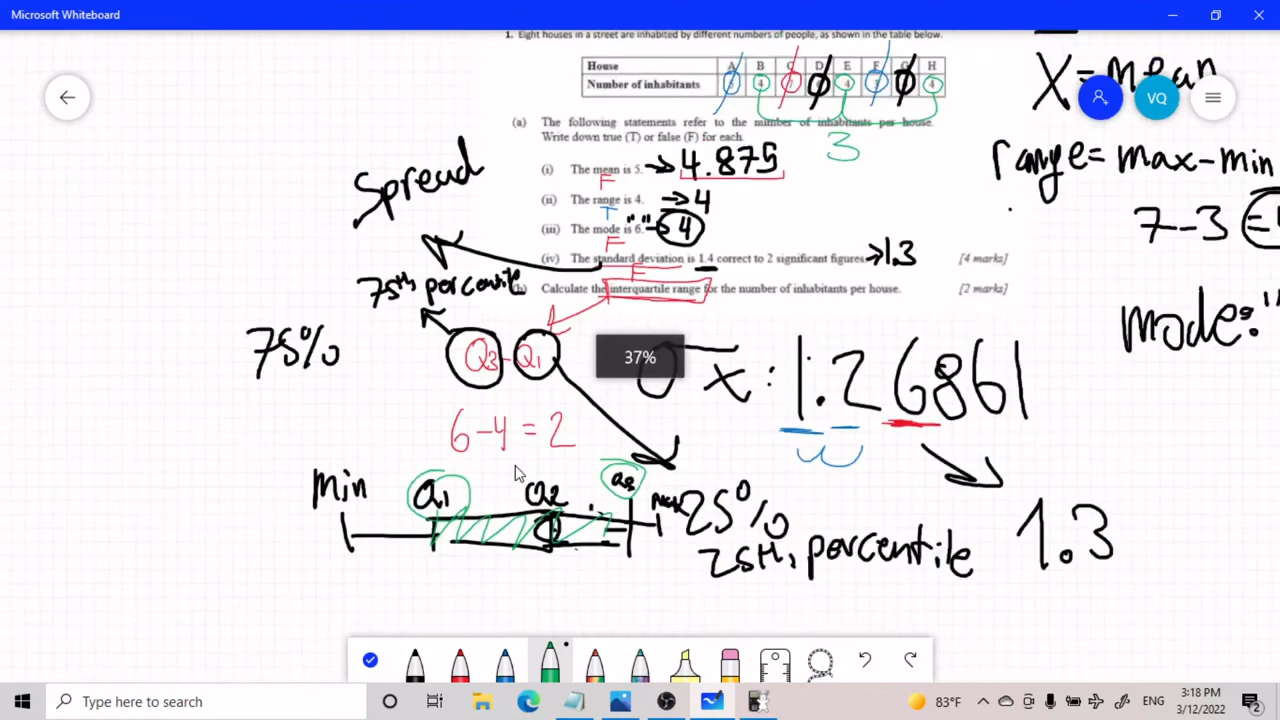 Microsoft Whiteboard
1. Eight houses in a street are inhabited by different numbers of people, as shown in the table below.
House A B C D E F G H
Number of inhabitants 4 4 4
3
(a) The following statements refer to the number of inhabitants per house.
Write down true (T) or false (F) for each.
(i) The mean is 5. 4.875
F
(ii) The range is 4. 4
T
(iii) The mode is 6. "" 4
F
(iv) The standard deviation is 1.4 correct to 2 significant figures. 1.3 [4 marks]
F
(b) Calculate the interquartile range for the number of inhabitants per house. [2 marks]
X = mean
VQ
range = max - min
7 - 3 =
mode: "
Spread
75th percentile
75%
Q3 - Q1
37%
σx : 1.26861
6 - 4 = 2
1.3
min Q1 Q2 Q3 max
25%
25th percentile
Type here to search
83°F
ENG
3:18 PM
3/12/2022
2